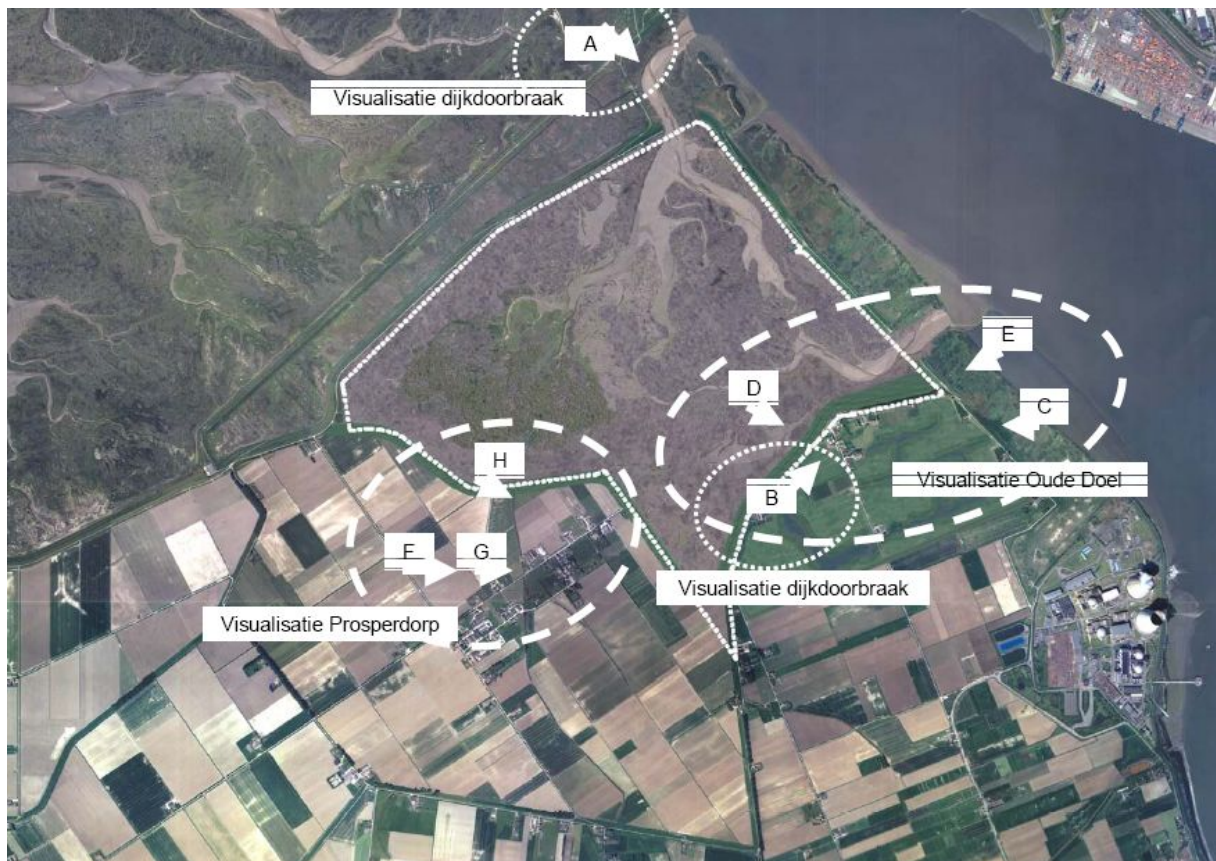 A
Visualisatie dijkdoorbraak
E
D
C
H
Visualisatie Oude Doel
B
F
G
Visualisatie dijkdoorbraak
Visualisatie Prosperdorp